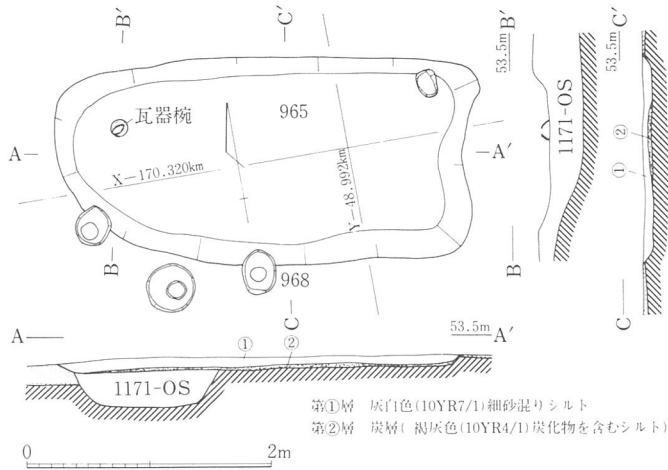 B′
C′
B′
C′
53.5m
53.5m
965
瓦器椀
A
A′
X-170.320km
Y-48.992km
1171-OS
②
①
B
968
B
C
C
A
①
②
53.5m
A′
1171-OS
第①層 灰白色(10YR7/1)細砂混りシルト
第②層 炭層( 褐灰色(10YR4/1)炭化物を含むシルト)
0
2m